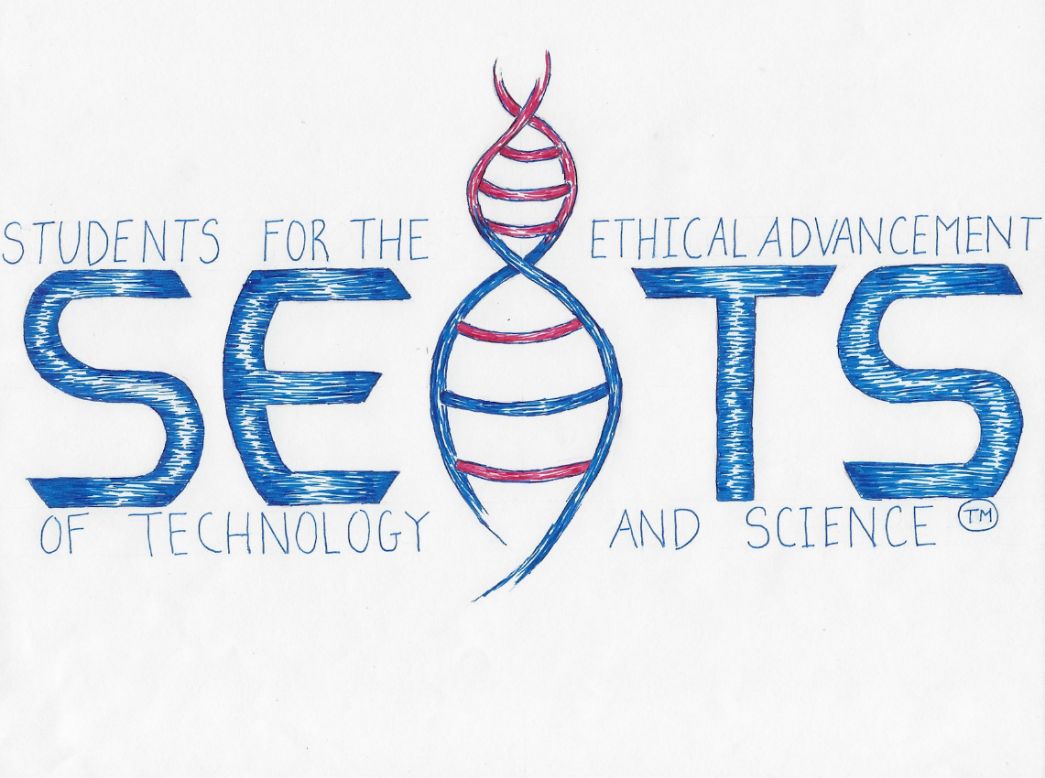 STUDENTS FOR THE ETHICAL ADVANCEMENT
SEATS
OF TECHNOLOGY AND SCIENCE TM